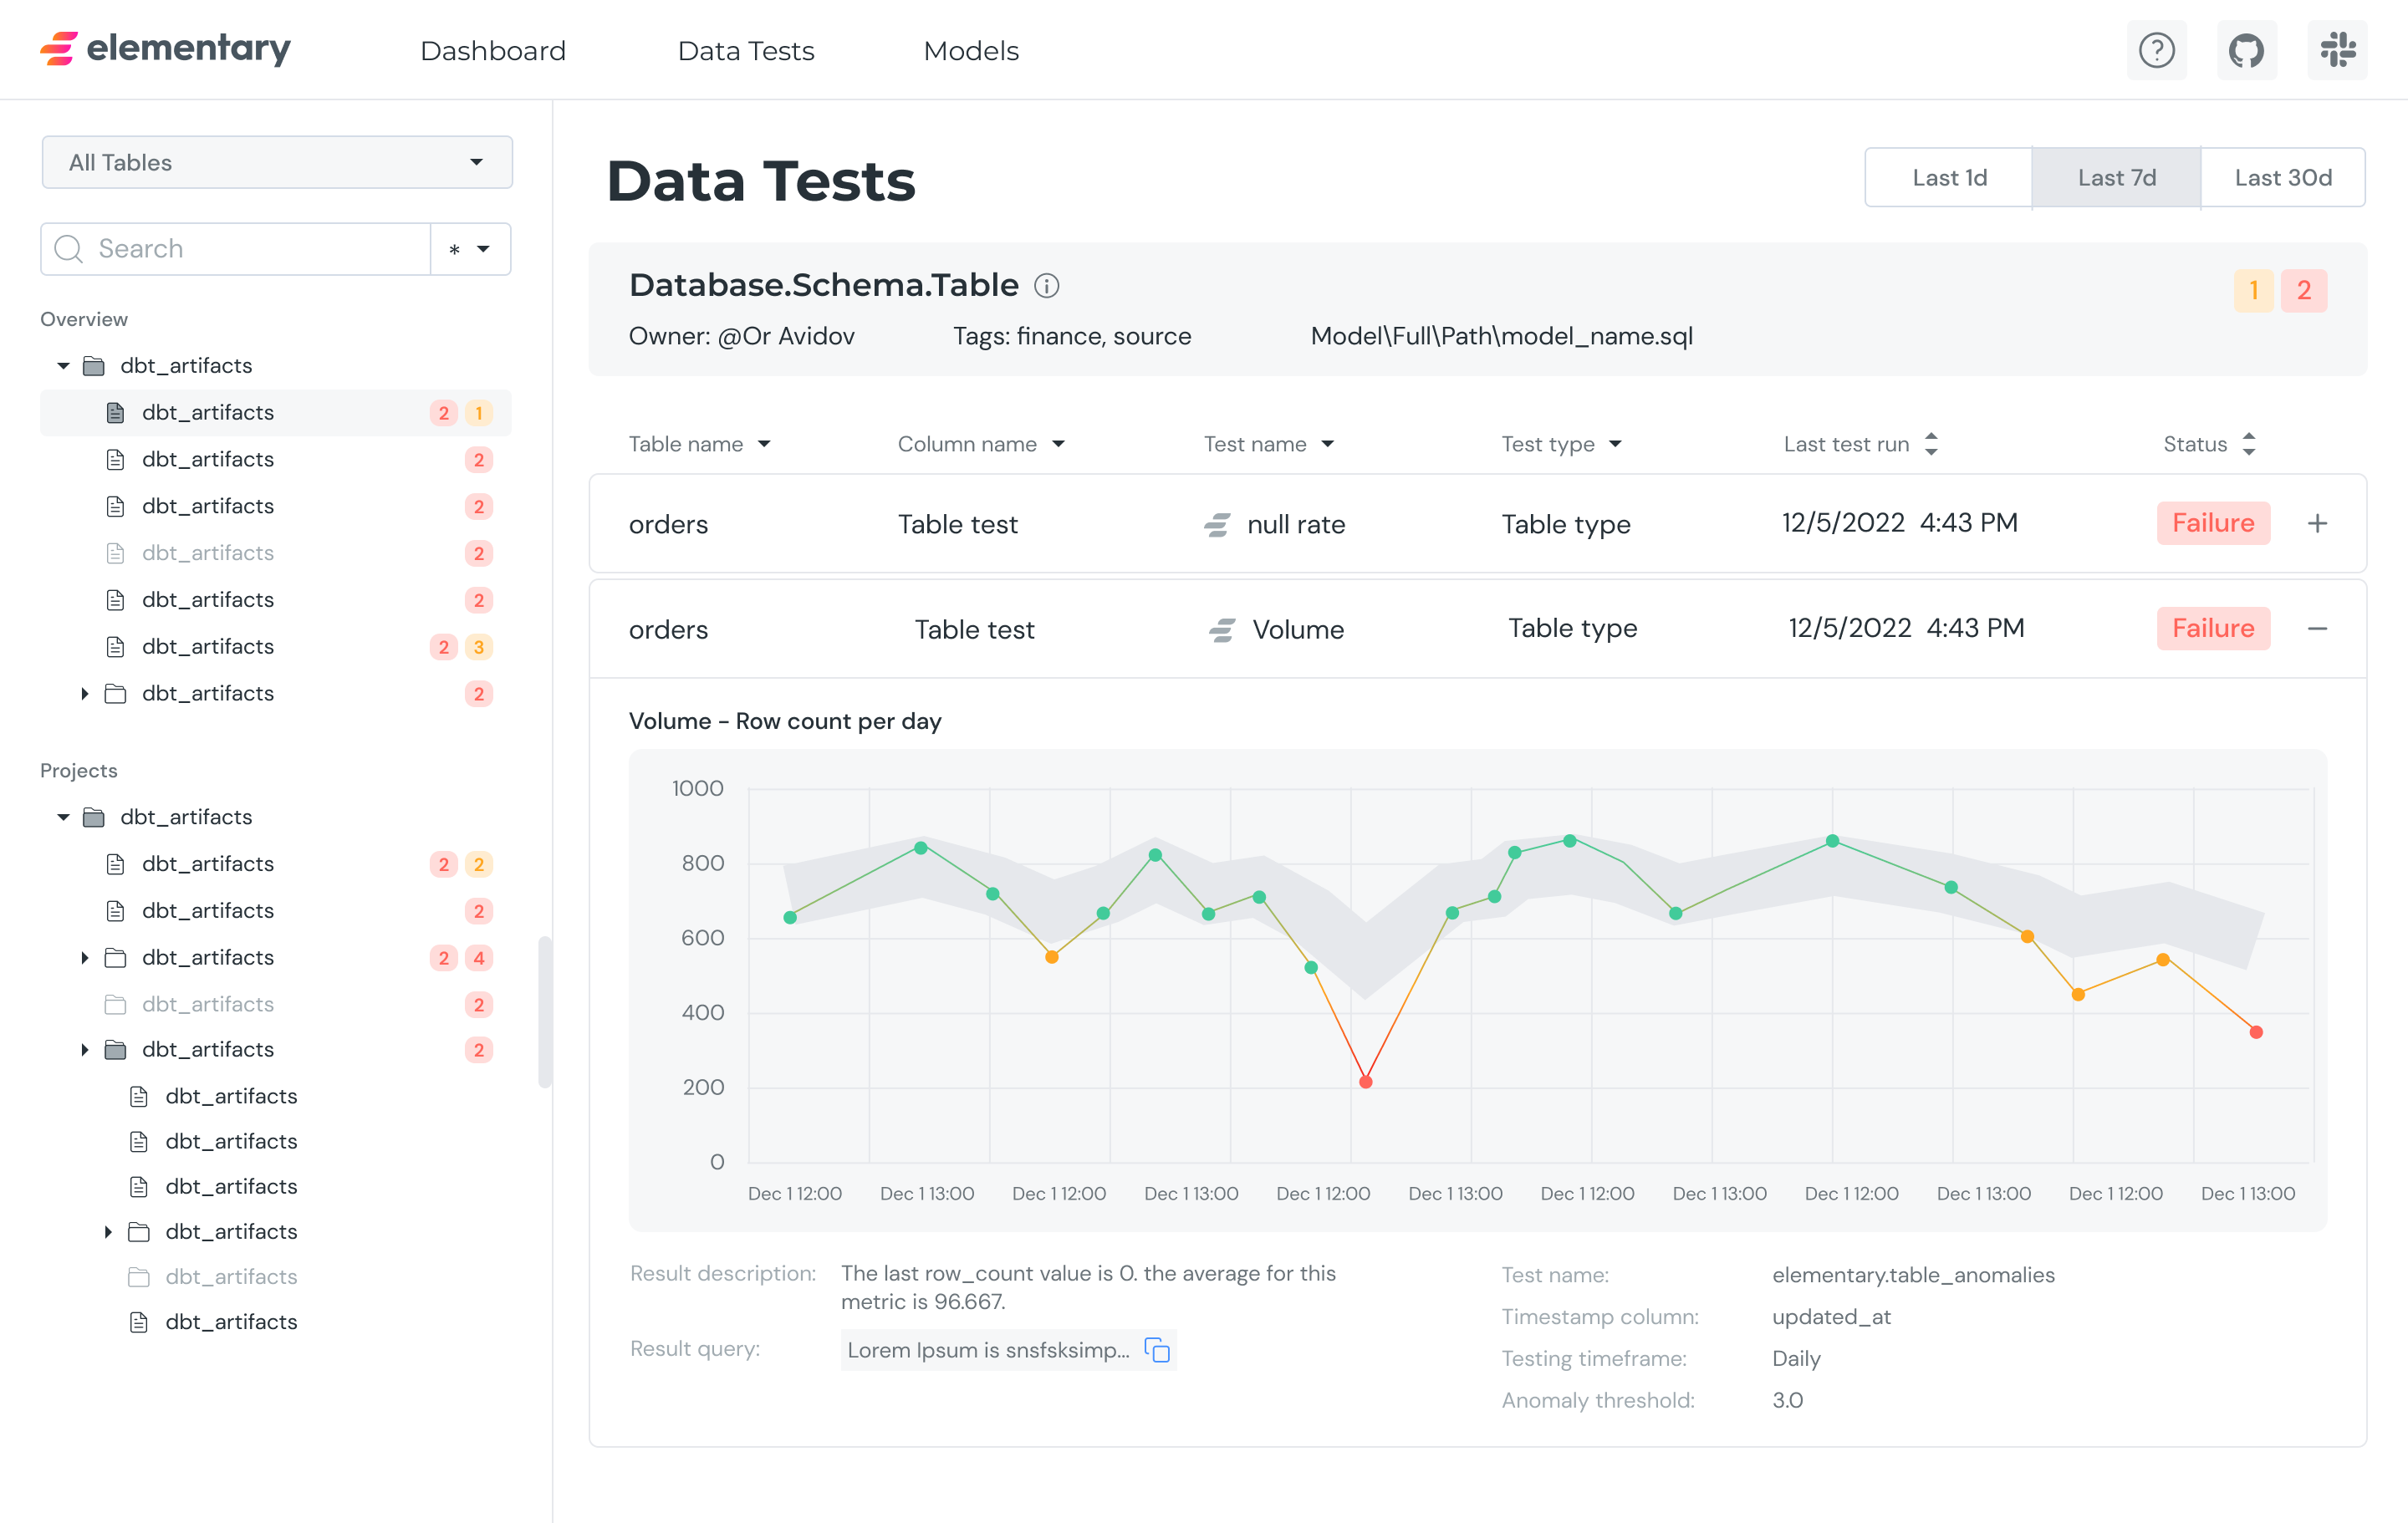 elementary
Dashboard
Data Tests
Models
?
All Tables
Search
*
Overview
dbt_artifacts
dbt_artifacts 2 1
dbt_artifacts 2
dbt_artifacts 2
dbt_artifacts 2
dbt_artifacts 2
dbt_artifacts 2 3
dbt_artifacts 2
Projects
dbt_artifacts
dbt_artifacts 2 2
dbt_artifacts 2
dbt_artifacts 2 4
dbt_artifacts 2
dbt_artifacts 2
dbt_artifacts
dbt_artifacts
dbt_artifacts
dbt_artifacts
dbt_artifacts
dbt_artifacts
Data Tests
Last 1d Last 7d Last 30d
Database.Schema.Table
1 2
Owner: @Or Avidov Tags: finance, source Model\Full\Path\model_name.sql
Table name Column name Test name Test type Last test run Status
orders Table test null rate Table type 12/5/2022 4:43 PM Failure +
orders Table test Volume Table type 12/5/2022 4:43 PM Failure −
Volume - Row count per day
1000
800
600
400
200
0
Dec 1 12:00 Dec 1 13:00 Dec 1 12:00 Dec 1 13:00 Dec 1 12:00 Dec 1 13:00 Dec 1 12:00 Dec 1 13:00 Dec 1 12:00 Dec 1 13:00 Dec 1 12:00 Dec 1 13:00
Result description: The last row_count value is 0. the average for this
metric is 96.667.
Result query: Lorem Ipsum is snsfsksimp...
Test name: elementary.table_anomalies
Timestamp column: updated_at
Testing timeframe: Daily
Anomaly threshold: 3.0